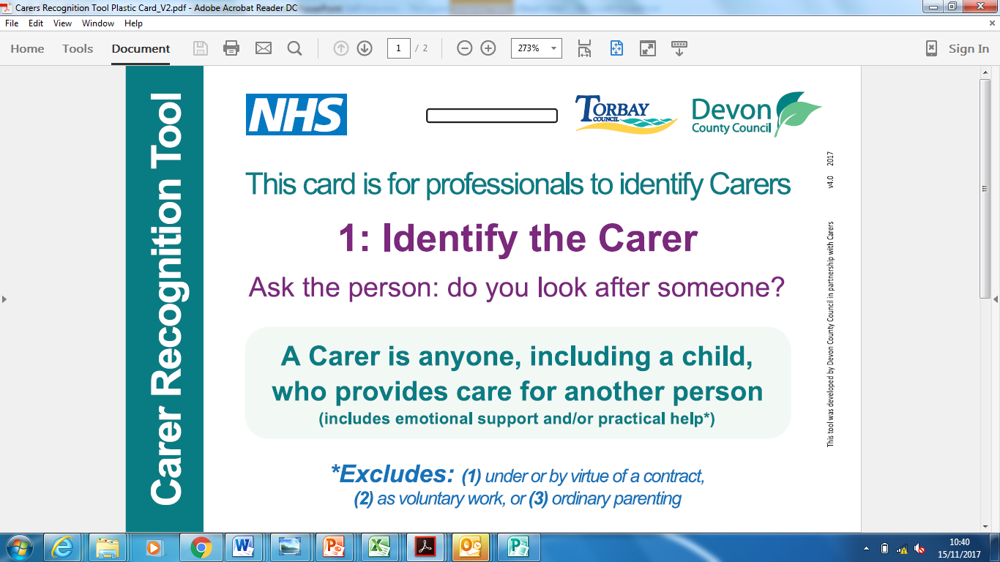 Carers Recognition Tool Plastic Card_V2.pdf - Adobe Acrobat Reader DC
File Edit View Window Help
Home Tools Document 1 / 2 273% Sign In
Carer Recognition Tool
NHS
TORBAY
COUNCIL
Devon
County Council
This card is for professionals to identify Carers
1: Identify the Carer
Ask the person: do you look after someone?
A Carer is anyone, including a child,
who provides care for another person
(includes emotional support and/or practical help*)
*Excludes: (1) under or by virtue of a contract,
(2) as voluntary work, or (3) ordinary parenting
This tool was developed by Devon County Council in partnership with Carers v4.0 2017
10:40
15/11/2017